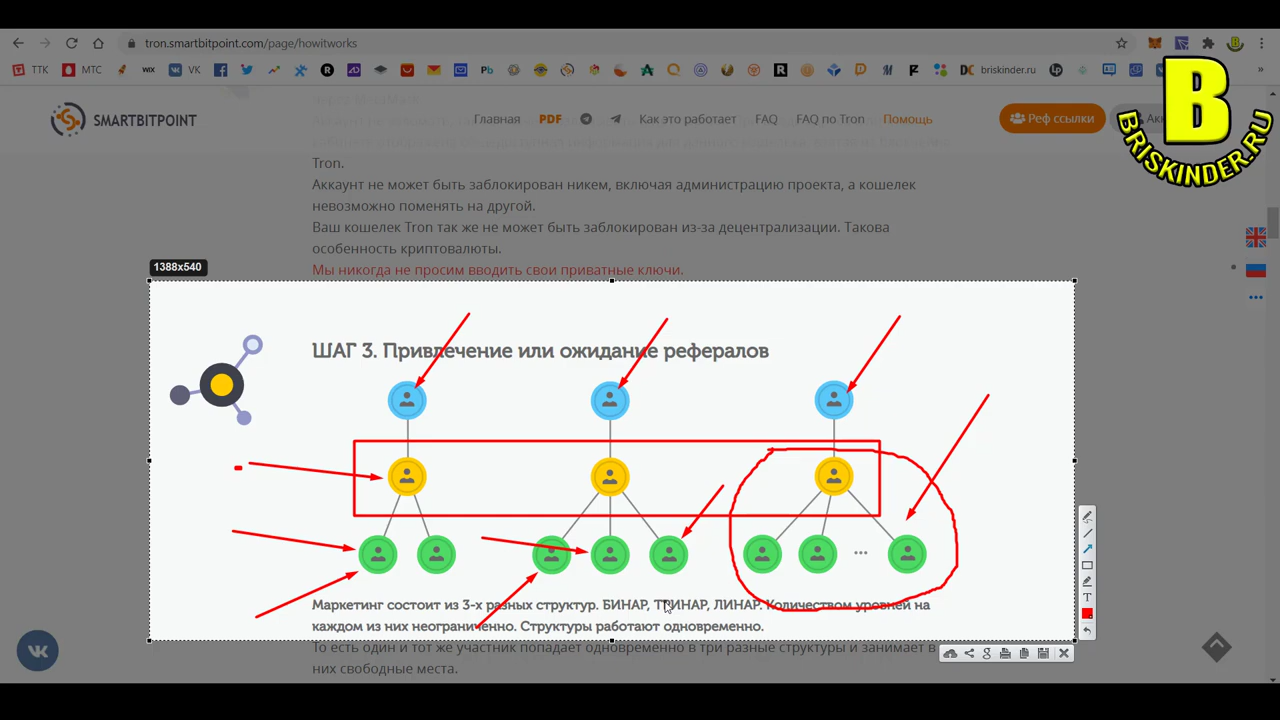 tron.smartbitpoint.com/page/howitworks
ТТК
МТС
WIX
VK
Pb
briskinder.ru
SMARTBITPOINT
Главная
PDF
Как это работает
FAQ
FAQ по Tron
Помощь
Реф ссылки
B
BRISKINDER.RU
Tron.
Аккаунт не может быть заблокирован никем, включая администрацию проекта, а кошелек
невозможно поменять на другой.
Ваш кошелек Tron так же не может быть заблокирован из-за децентрализации. Такова
особенность криптовалюты.
Мы никогда не просим вводить свои приватные ключи.
1388x540
ШАГ 3. Привлечение или ожидание рефералов
Маркетинг состоит из 3-х разных структур. БИНАР, ТРИНАР, ЛИНАР. Количеством уровней на
каждом из них неограниченно. Структуры работают одновременно.
То есть один и тот же участник попадает одновременно в три разные структуры и занимает в
них свободные места.